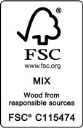 FSC
www.fsc.org
MIX
Wood from
responsible sources
FSC® C115474